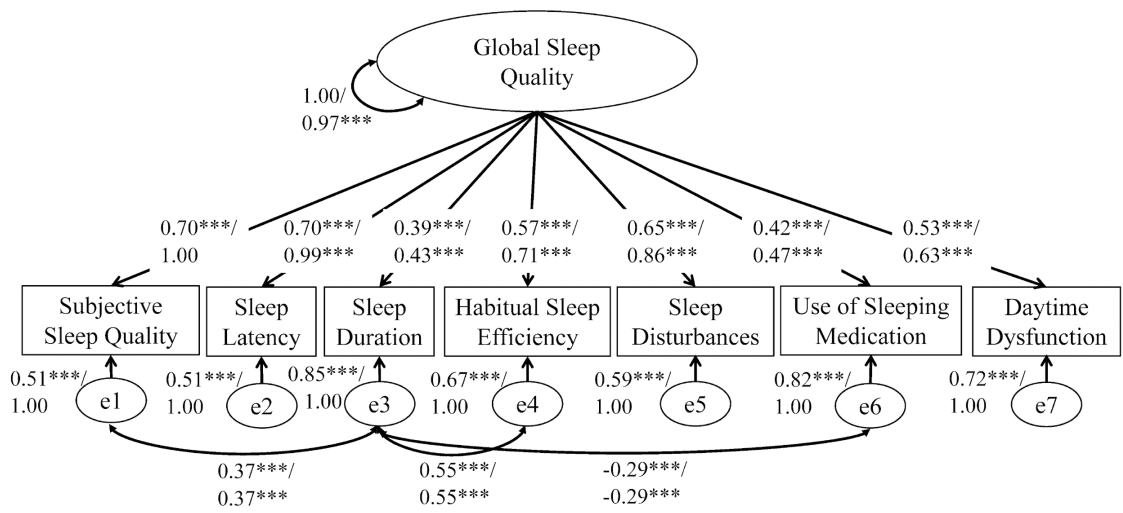 Global Sleep
Quality
1.00/
0.97***
0.70***/
1.00
0.70***/
0.99***
0.39***/
0.43***
0.57***/
0.71***
0.65***/
0.86***
0.42***/
0.47***
0.53***/
0.63***
Subjective
Sleep Quality
Sleep
Latency
Sleep
Duration
Habitual Sleep
Efficiency
Sleep
Disturbances
Use of Sleeping
Medication
Daytime
Dysfunction
0.51***/
1.00
e1
0.51***/
1.00
e2
0.85***/
1.00
e3
0.67***/
1.00
e4
0.59***/
1.00
e5
0.82***/
1.00
e6
0.72***/
1.00
e7
0.37***/
0.37***
0.55***/
0.55***
-0.29***/
-0.29***